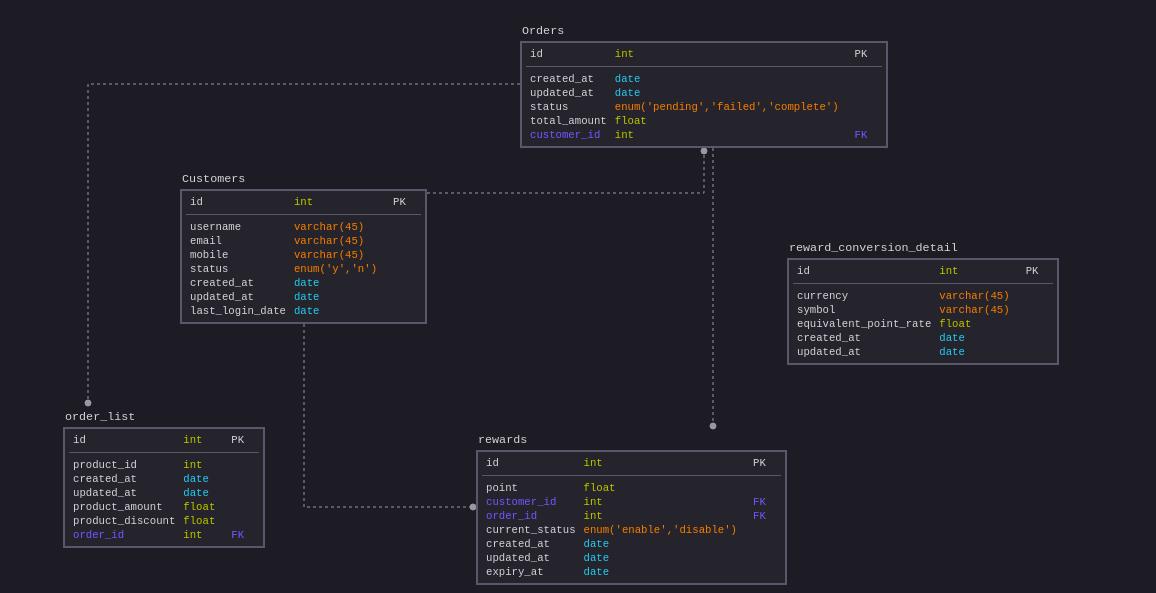 Orders
id int PK
created_at date
updated_at date
status enum('pending','failed','complete')
total_amount float
customer_id int FK
Customers
id int PK
username varchar(45)
email varchar(45)
mobile varchar(45)
status enum('y','n')
created_at date
updated_at date
last_login_date date
reward_conversion_detail
id int PK
currency varchar(45)
symbol varchar(45)
equivalent_point_rate float
created_at date
updated_at date
order_list
id int PK
product_id int
created_at date
updated_at date
product_amount float
product_discount float
order_id int FK
rewards
id int PK
point float
customer_id int FK
order_id int FK
current_status enum('enable','disable')
created_at date
updated_at date
expiry_at date